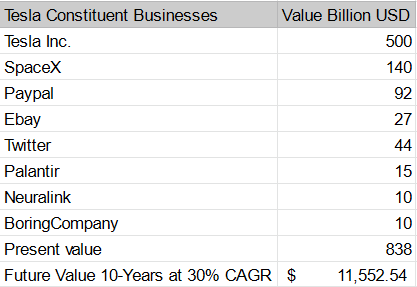 Tesla Constituent Businesses Value Billion USD
Tesla Inc. 500
SpaceX 140
Paypal 92
Ebay 27
Twitter 44
Palantir 15
Neuralink 10
BoringCompany 10
Present value 838
Future Value 10-Years at 30% CAGR $ 11,552.54